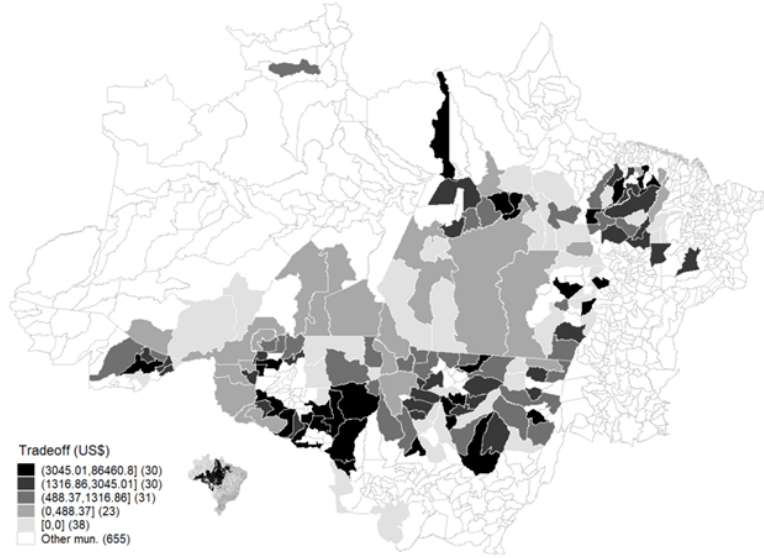 Tradeoff (US$)
(3045.01,86460.8] (30)
(1316.86,3045.01] (30)
(488.37,1316.86] (31)
(0,488.37] (23)
[0,0] (38)
Other mun. (655)